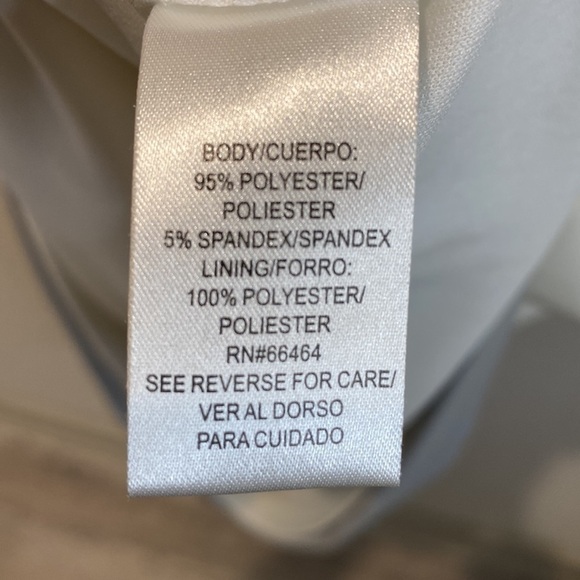 BODY/CUERPO:
95% POLYESTER/
POLIESTER
5% SPANDEX/SPANDEX
LINING/FORRO:
100% POLYESTER/
POLIESTER
RN#66464
SEE REVERSE FOR CARE/
VER AL DORSO
PARA CUIDADO